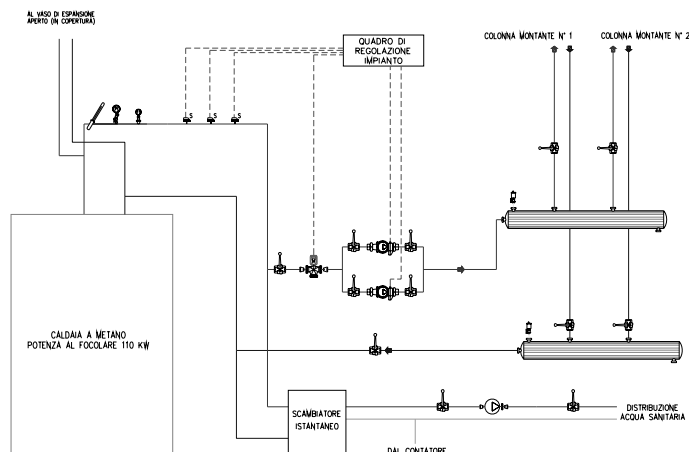 AL VASO DI ESPANSIONE
APERTO (IN COPERTURA)
QUADRO DI
REGOLAZIONE
IMPIANTO
COLONNA MONTANTE N° 1
COLONNA MONTANTE N° 2
S
S
S
CALDAIA A METANO
POTENZA AL FOCOLARE 110 KW
SCAMBIATORE
ISTANTANEO
DISTRIBUZIONE
ACQUA SANITARIA
DAL CONTATORE